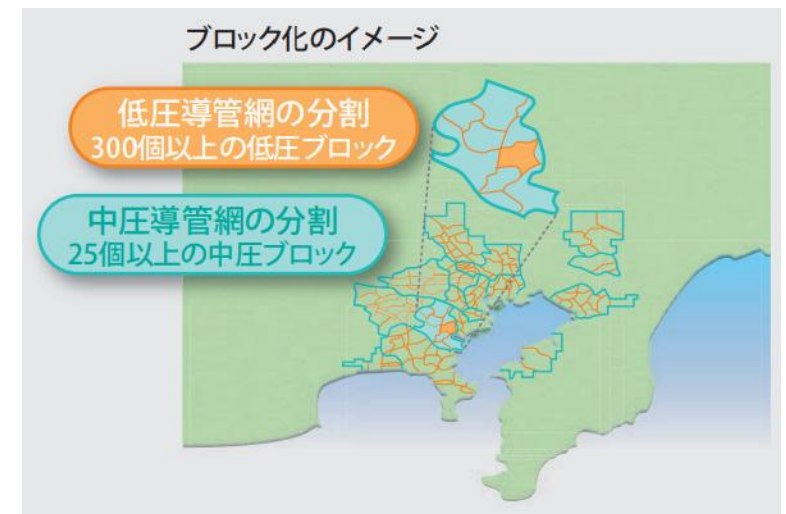 ブロック化のイメージ
低圧導管網の分割
300個以上の低圧ブロック
中圧導管網の分割
25個以上の中圧ブロック